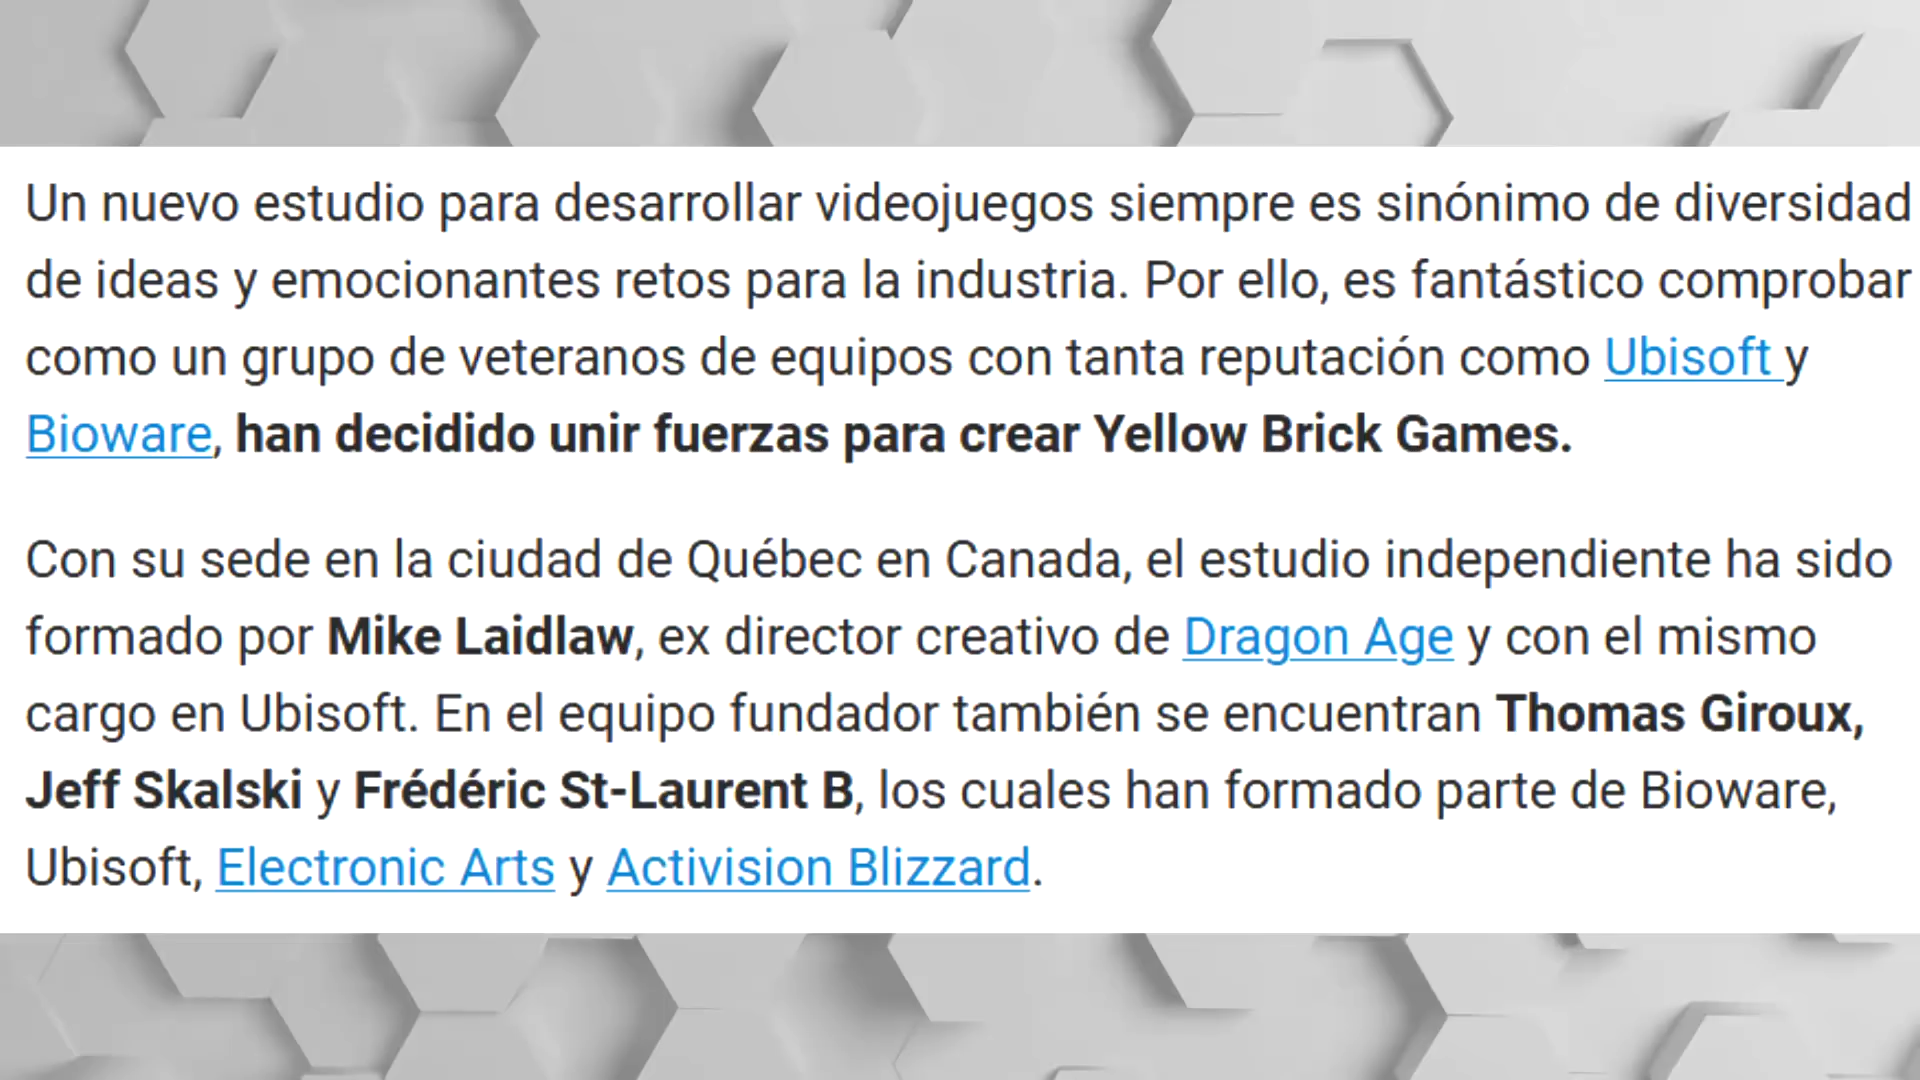 Un nuevo estudio para desarrollar videojuegos siempre es sinónimo de diversidad
de ideas y emocionantes retos para la industria. Por ello, es fantástico comprobar
como un grupo de veteranos de equipos con tanta reputación como Ubisoft y
Bioware, han decidido unir fuerzas para crear Yellow Brick Games.
Con su sede en la ciudad de Québec en Canada, el estudio independiente ha sido
formado por Mike Laidlaw, ex director creativo de Dragon Age y con el mismo
cargo en Ubisoft. En el equipo fundador también se encuentran Thomas Giroux,
Jeff Skalski y Frédéric St-Laurent B, los cuales han formado parte de Bioware,
Ubisoft, Electronic Arts y Activision Blizzard.